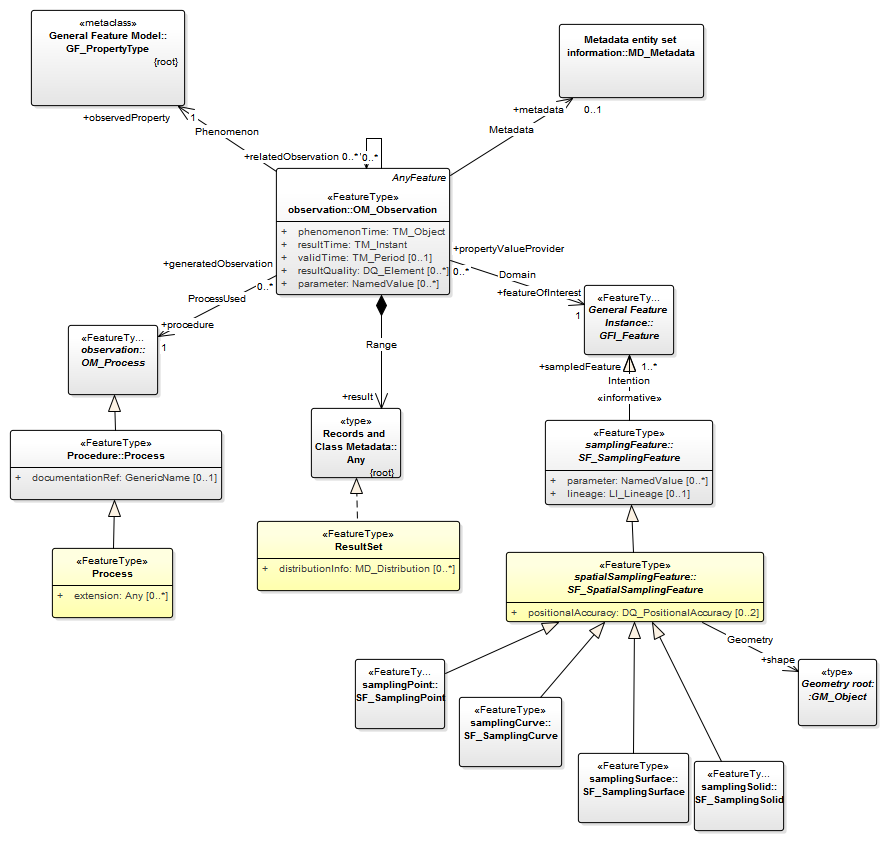 «metaclass»
General Feature Model::
GF_PropertyType
{root}
Metadata entity set
information::MD_Metadata
+observedProperty
1
Phenomenon
+metadata
0..1
Metadata
+relatedObservation 0..*
0..*
AnyFeature
«FeatureType»
observation::OM_Observation
+ phenomenonTime: TM_Object
+ resultTime: TM_Instant
+ validTime: TM_Period [0..1]
+ resultQuality: DQ_Element [0..*]
+ parameter: NamedValue [0..*]
+propertyValueProvider
0..*
Domain
+featureOfInterest
1
+generatedObservation
0..*
ProcessUsed
+procedure
1
«FeatureTy...
General Feature
Instance::
GFI_Feature
«FeatureTy...
observation::
OM_Process
Range
+result
+sampledFeature
1..*
Intention
«informative»
«type»
Records and
Class Metadata::
Any
{root}
«FeatureType»
Procedure::Process
+ documentationRef: GenericName [0..1]
«FeatureType»
samplingFeature::
SF_SamplingFeature
+ parameter: NamedValue [0..*]
+ lineage: LI_Lineage [0..1]
«FeatureType»
ResultSet
+ distributionInfo: MD_Distribution [0..*]
«FeatureType»
Process
+ extension: Any [0..*]
«FeatureType»
spatialSamplingFeature::
SF_SpatialSamplingFeature
+ positionalAccuracy: DQ_PositionalAccuracy [0..2]
Geometry
+shape
«type»
Geometry root:
:GM_Object
«FeatureTy...
samplingPoint::
SF_SamplingPoint
«FeatureType»
samplingCurve::
SF_SamplingCurve
«FeatureType»
samplingSurface::
SF_SamplingSurface
«FeatureTy...
samplingSolid::
SF_SamplingSolid